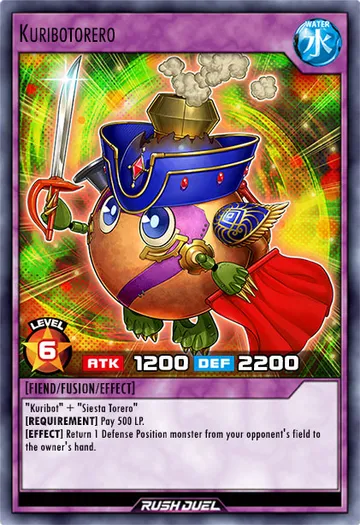 KURIBOTORERO
WATER
水
LEVEL
6
ATK 1200 DEF 2200
[FIEND/FUSION/EFFECT]
"Kuribot" + "Siesta Torero"
[REQUIREMENT] Pay 500 LP.
[EFFECT] Return 1 Defense Position monster from your opponent's field to
the owner's hand.
RUSH DUEL